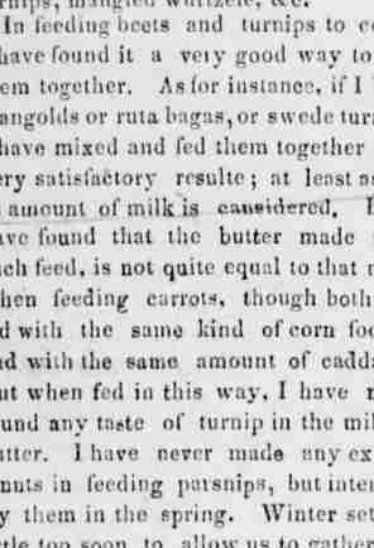 rnips, mangled wurtzels, &c.
In feeding beets and turnips to c
have found it a very good way to
em together. As for instance, if I
angolds or ruta bagas, or swede tur
have mixed and fed them together
ery satisfactory resulte; at least as
amount of milk is considered. I
ave found that the butter made
ch feed, is not quite equal to that
hen feeding carrots, though both
d with the same kind of corn fo
nd with the same amount of cadd
ut when fed in this way, I have
und any taste of turnip in the mil
utter. I have never made any ex
nuts in feeding parsnips, but inte
y them in the spring. Winter set
ttle too soon to allow us to gather